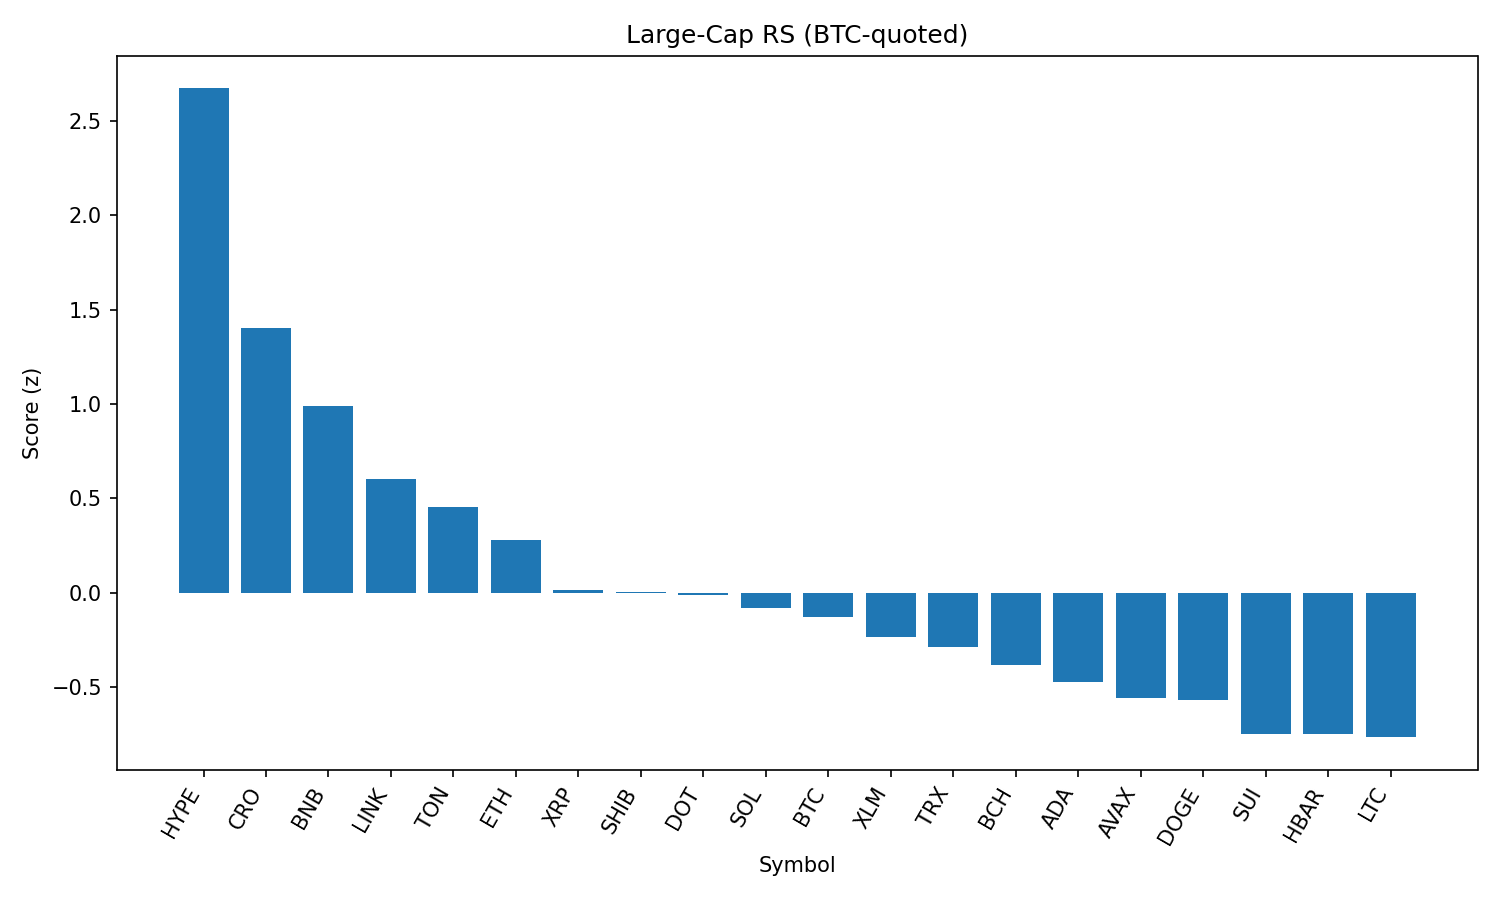 Large-Cap RS (BTC-quoted)
Score (z)
2.5
2.0
1.5
1.0
0.5
0.0
−0.5
HYPE
CRO
BNB
LINK
TON
ETH
XRP
SHIB
DOT
SOL
BTC
XLM
TRX
BCH
ADA
AVAX
DOGE
SUI
HBAR
LTC
Symbol